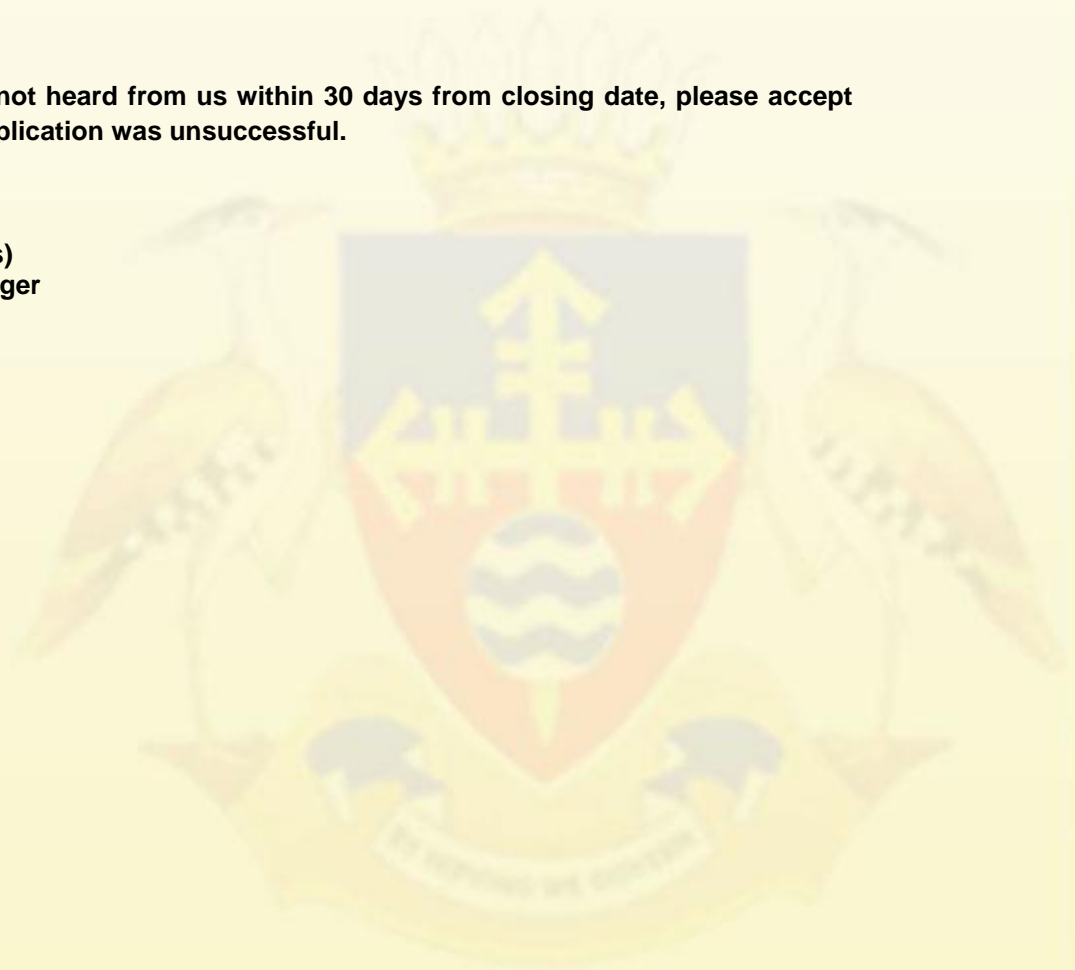 not heard from us within 30 days from closing date, please accept
plication was unsuccessful.
s)
ger